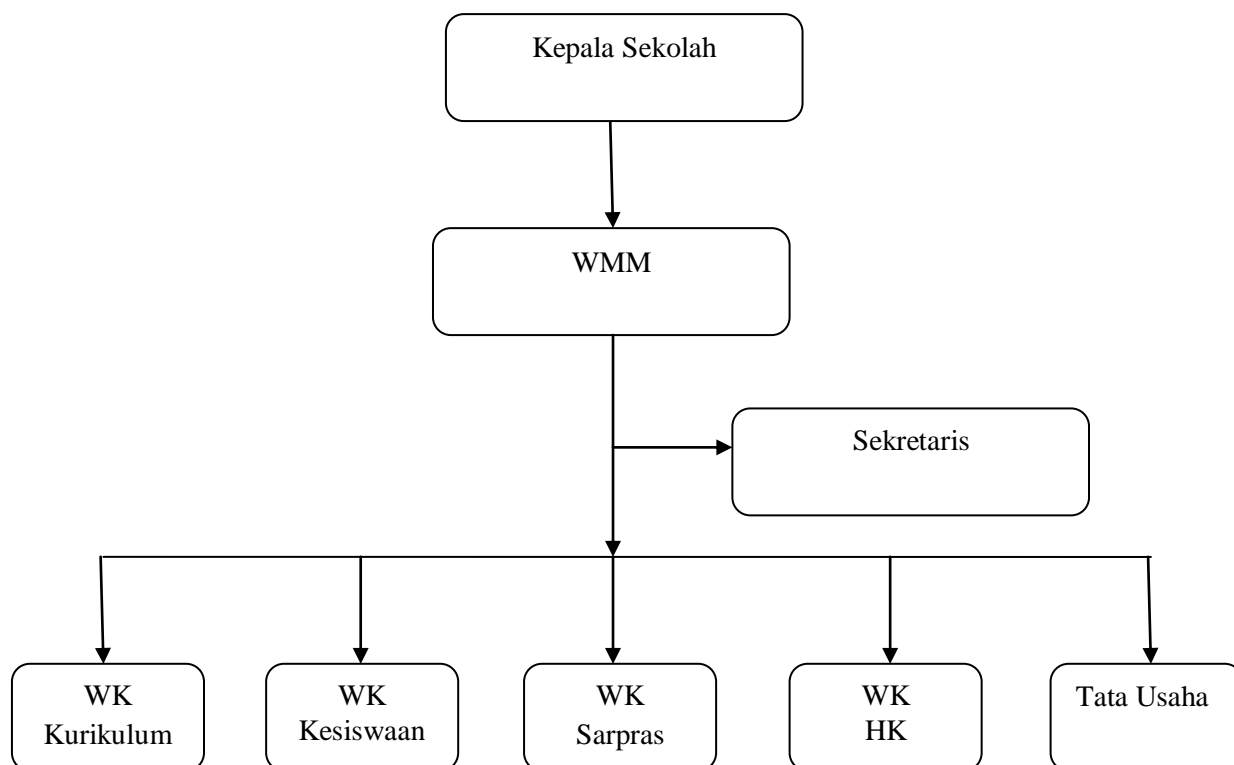 Kepala Sekolah
WMM
Sekretaris
WK
Kurikulum
WK
Kesiswaan
WK
Sarpras
WK
HK
Tata Usaha